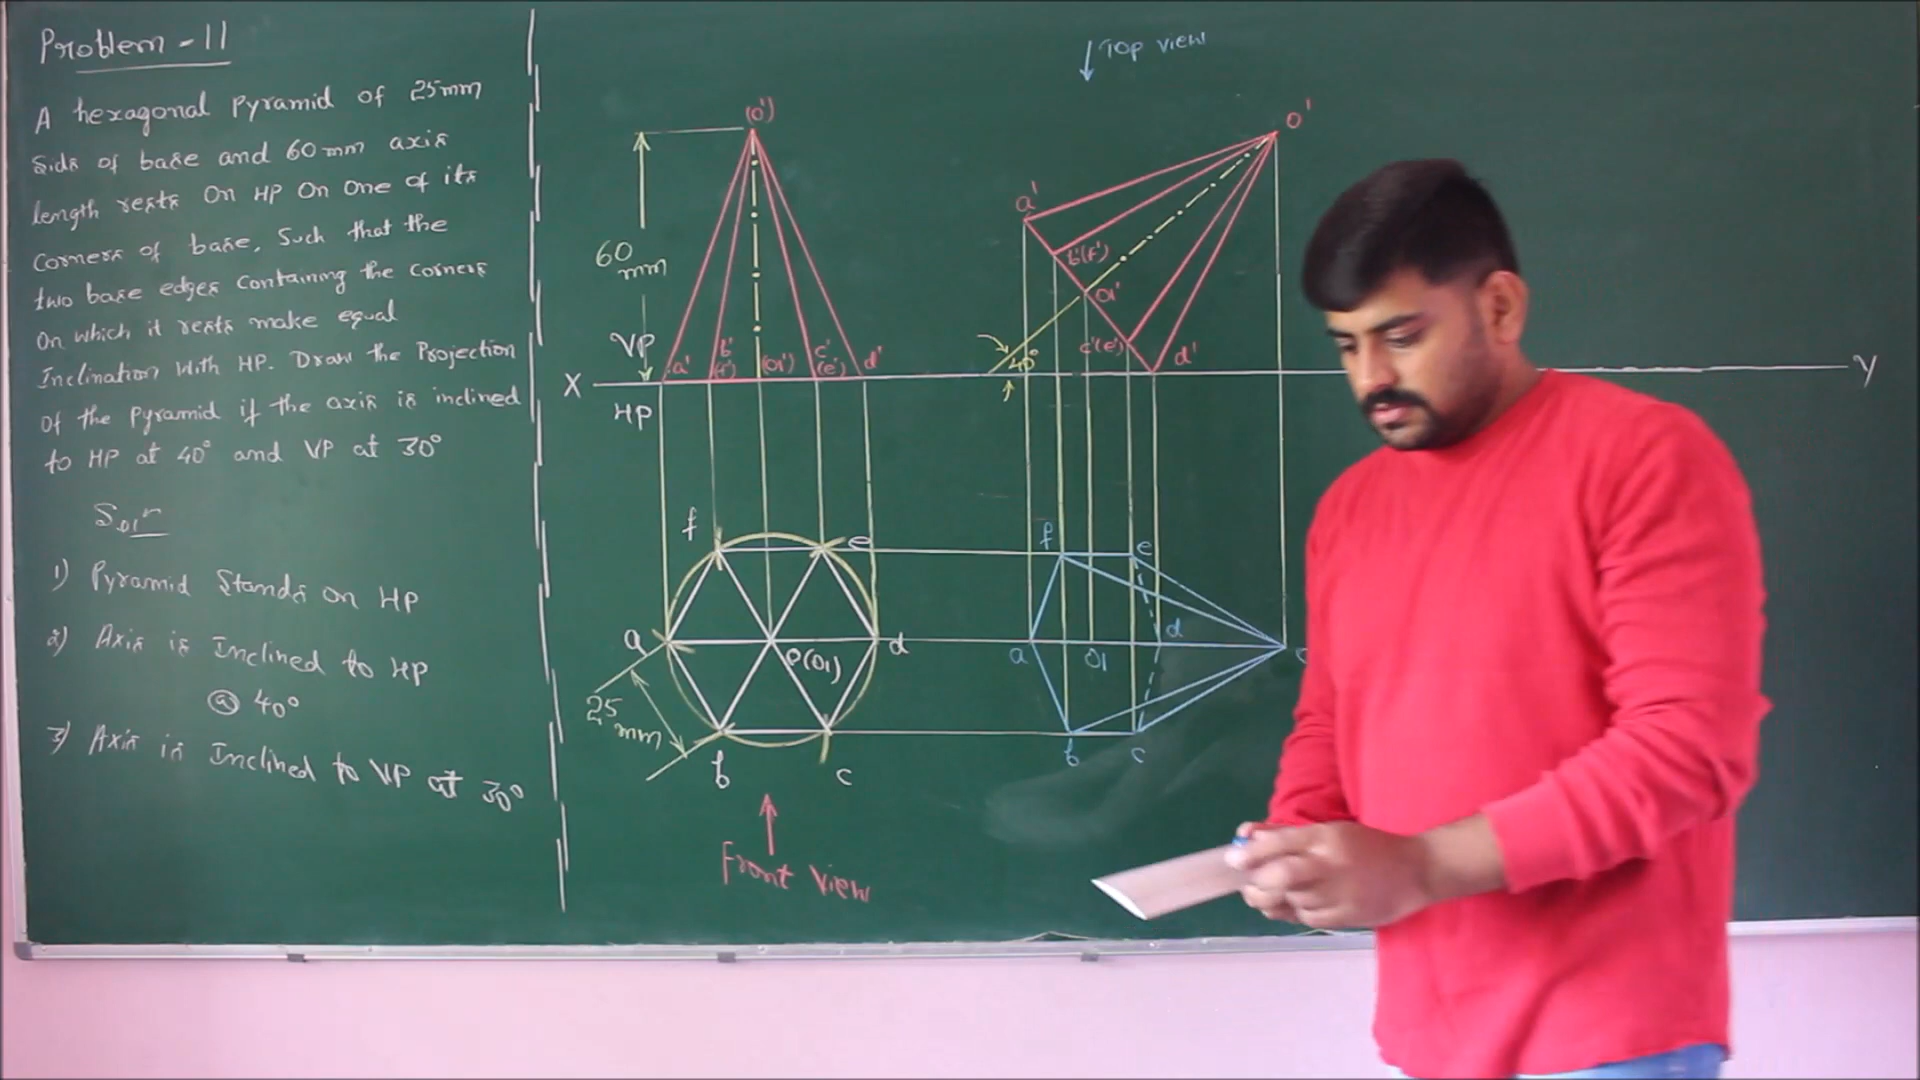 Problem - 11
A hexagonal pyramid of 25mm
Side of base and 60mm axis
length rests on HP on one of its
corners of base, such that the
two base edges containing the corners
on which it rests make equal
Inclination with HP. Draw the Projection
of the pyramid if the axis is inclined
to HP at 40° and VP at 30°
Solⁿ
1) Pyramid Stands on HP
2) Axis is Inclined to HP
@ 40°
3) Axis is Inclined to VP at 30°
↓ Top view
(o')
o'
60
mm
a'
b'(f')
o1'
c'(e')
d'
40°
VP
a'
b'
(f')
(o1')
c'
(e')
d'
X
Y
HP
f
e
a
d
o(o1)
25
mm
b
c
f
e
a
o1
d
b
c
Front View